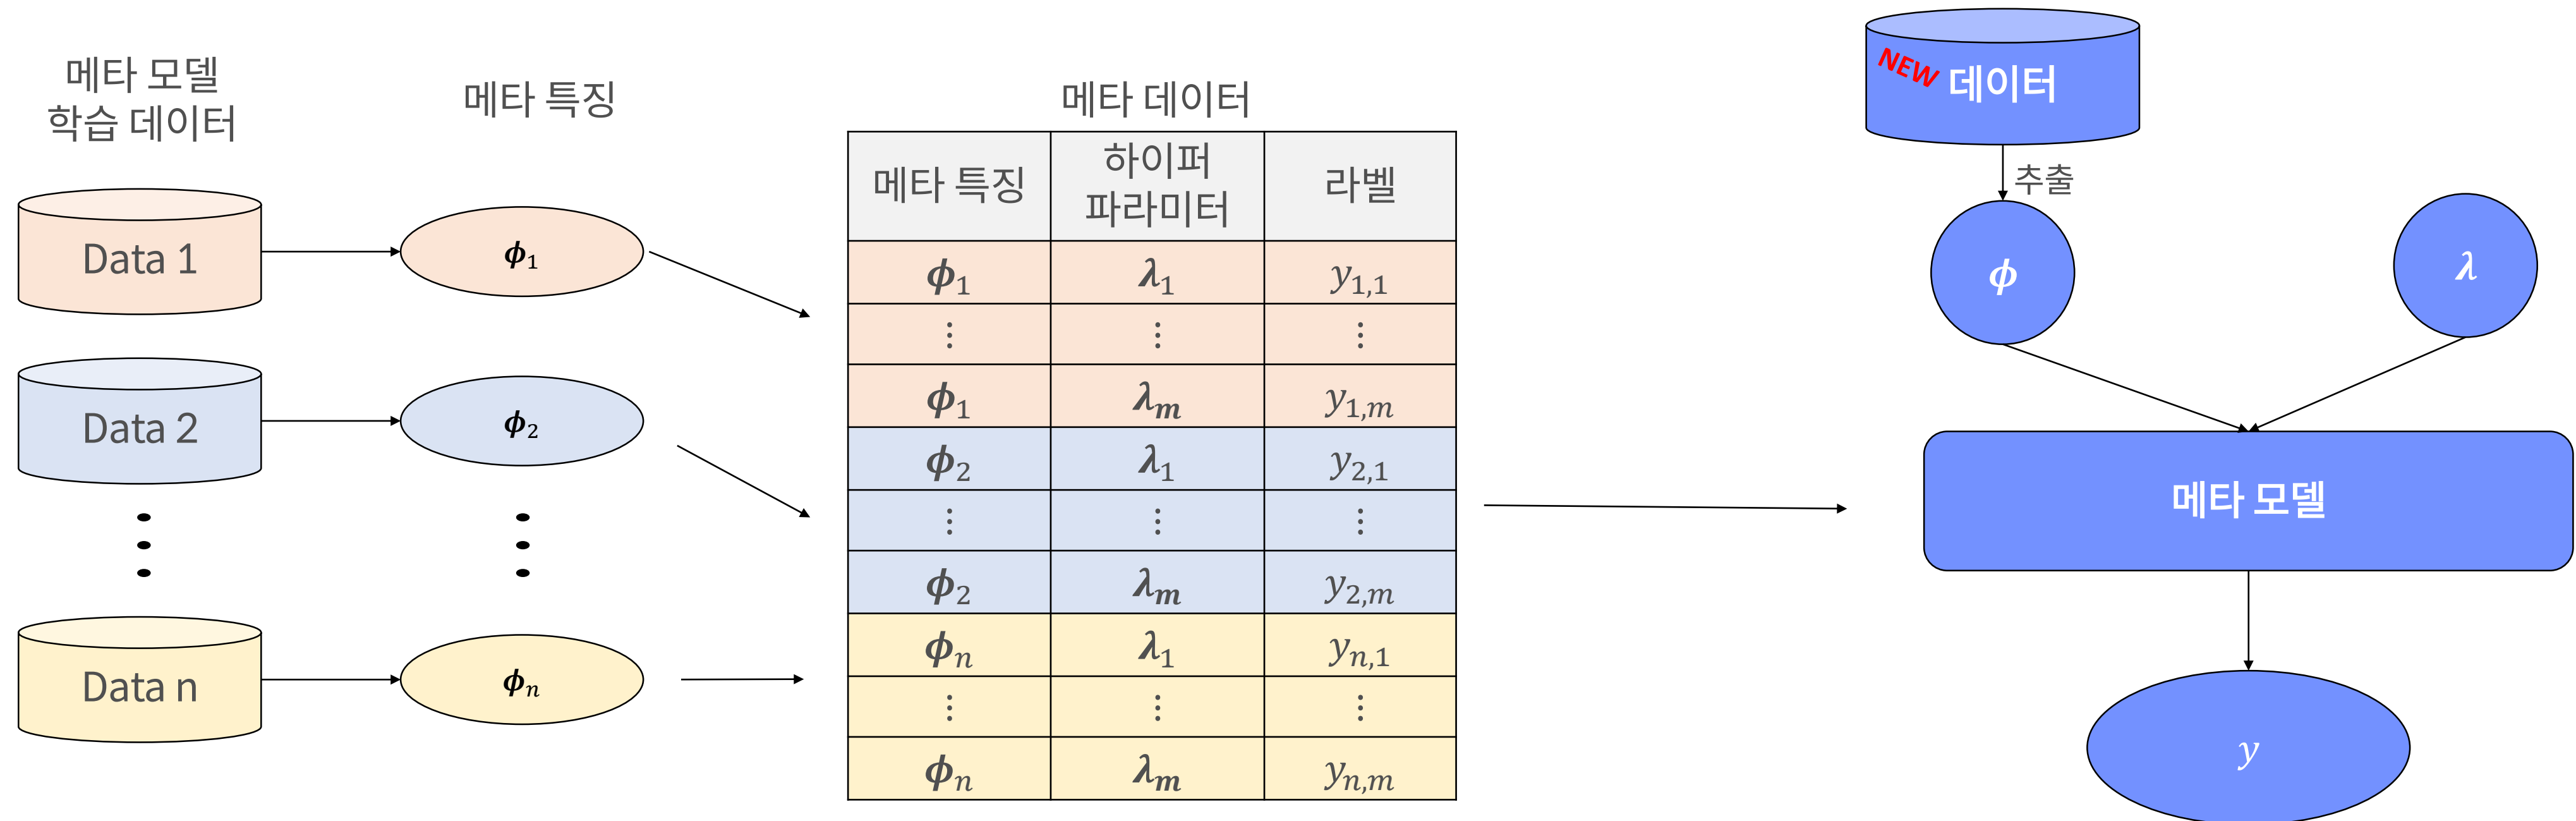 메타 모델
학습 데이터
메타 특징
메타 데이터
Data 1
ϕ₁
Data 2
ϕ₂
Data n
ϕₙ
메타 특징 하이퍼 파라미터 라벨
ϕ₁ λ₁ y₁,₁
⋮ ⋮ ⋮
ϕ₁ λₘ y₁,ₘ
ϕ₂ λ₁ y₂,₁
⋮ ⋮ ⋮
ϕ₂ λₘ y₂,ₘ
ϕₙ λ₁ yₙ,₁
⋮ ⋮ ⋮
ϕₙ λₘ yₙ,ₘ
NEW 데이터
추출
ϕ
λ
메타 모델
y